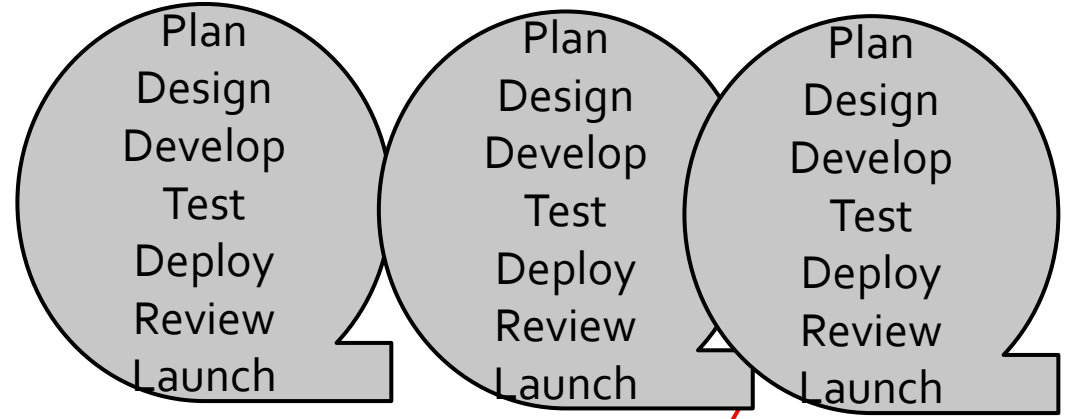 Plan
Design
Develop
Test
Deploy
Review
Launch
Plan
Design
Develop
Test
Deploy
Review
Launch
Plan
Design
Develop
Test
Deploy
Review
Launch